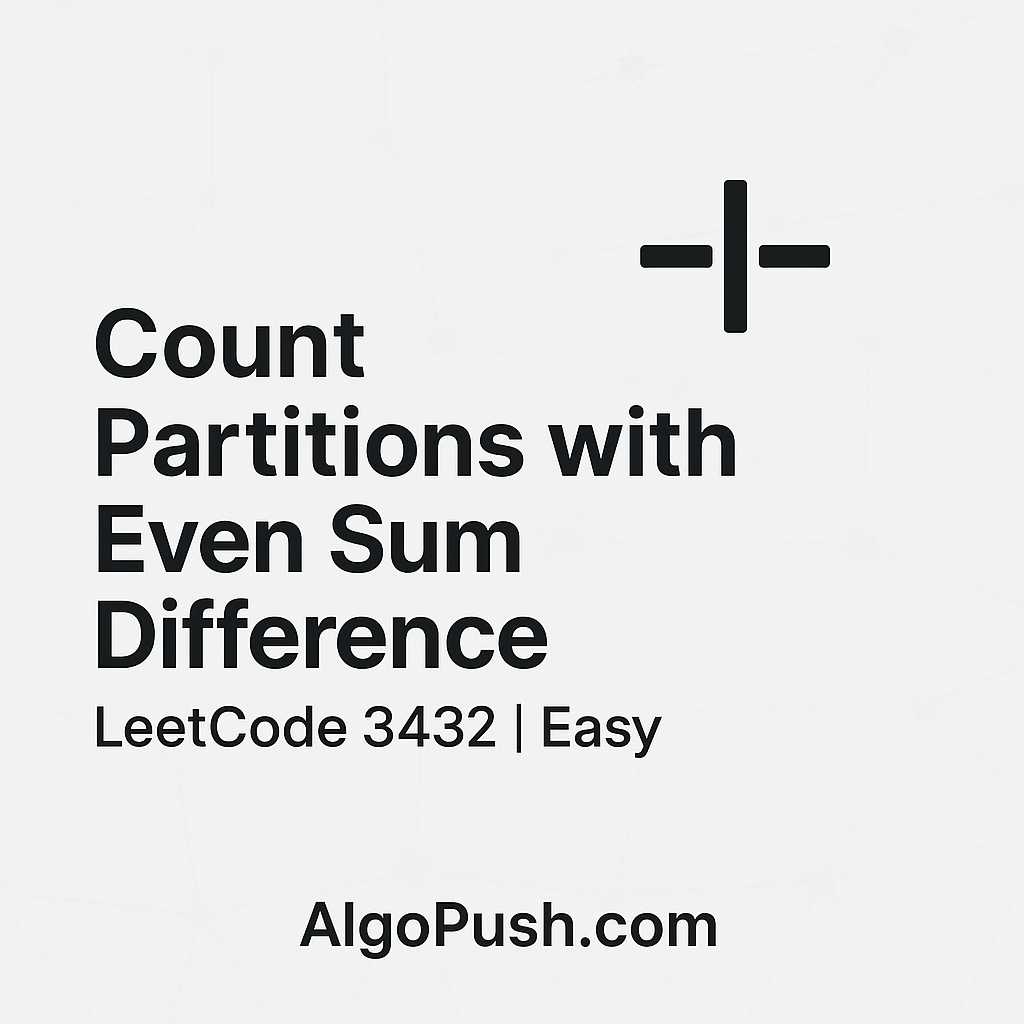 Count
Partitions with
Even Sum
Difference
LeetCode 3432 | Easy
AlgoPush.com